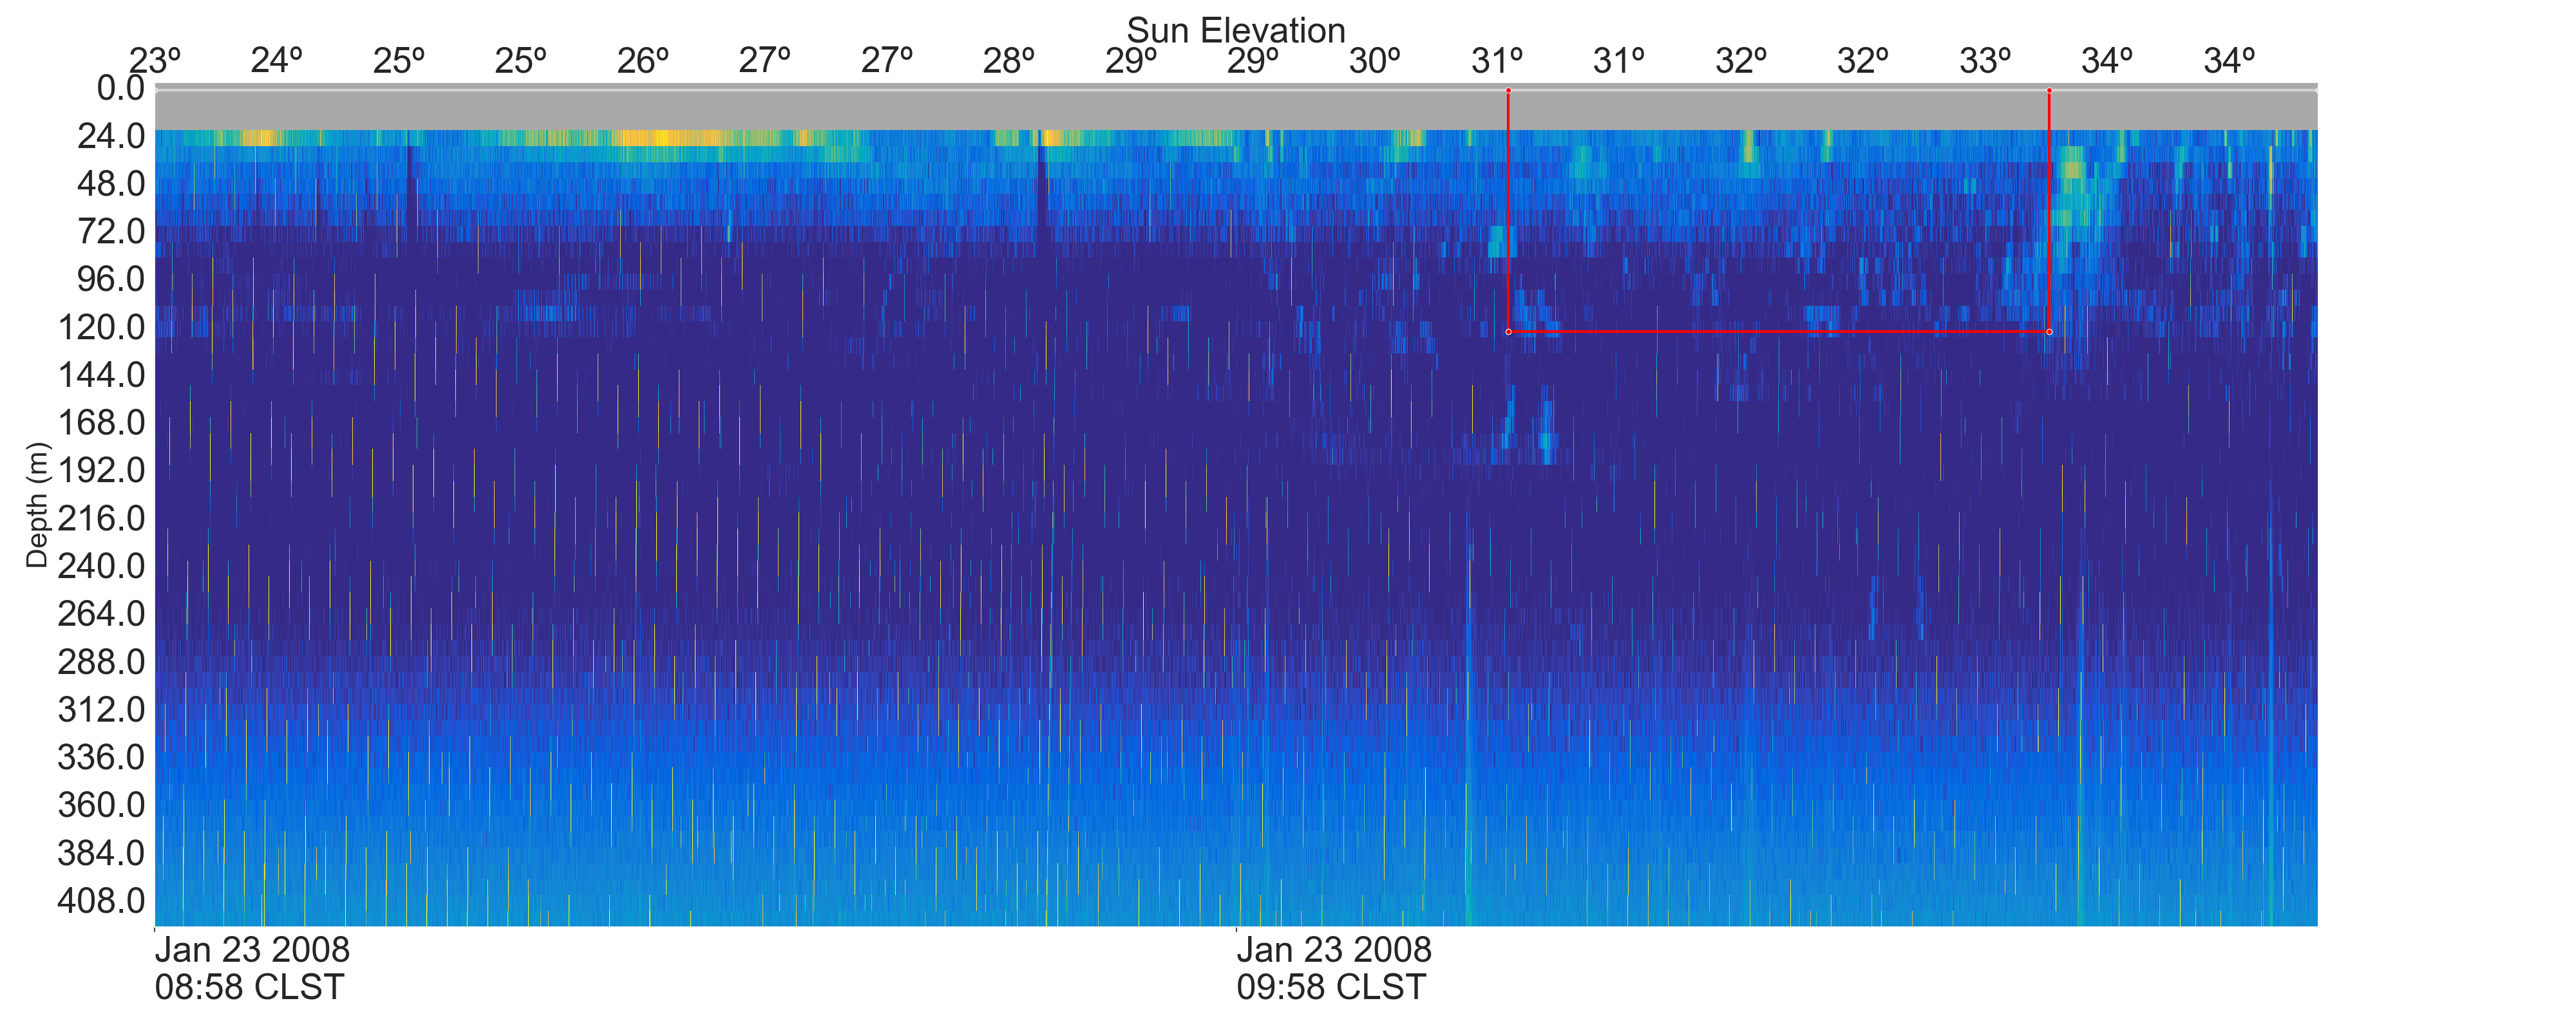 Sun Elevation
23º 24º 25º 25º 26º 27º 27º 28º 29º 29º 30º 31º 31º 32º 32º 33º 34º 34º
0.0
24.0
48.0
72.0
96.0
120.0
144.0
168.0
192.0
216.0
240.0
264.0
288.0
312.0
336.0
360.0
384.0
408.0
Depth (m)
Jan 23 2008
08:58 CLST
Jan 23 2008
09:58 CLST